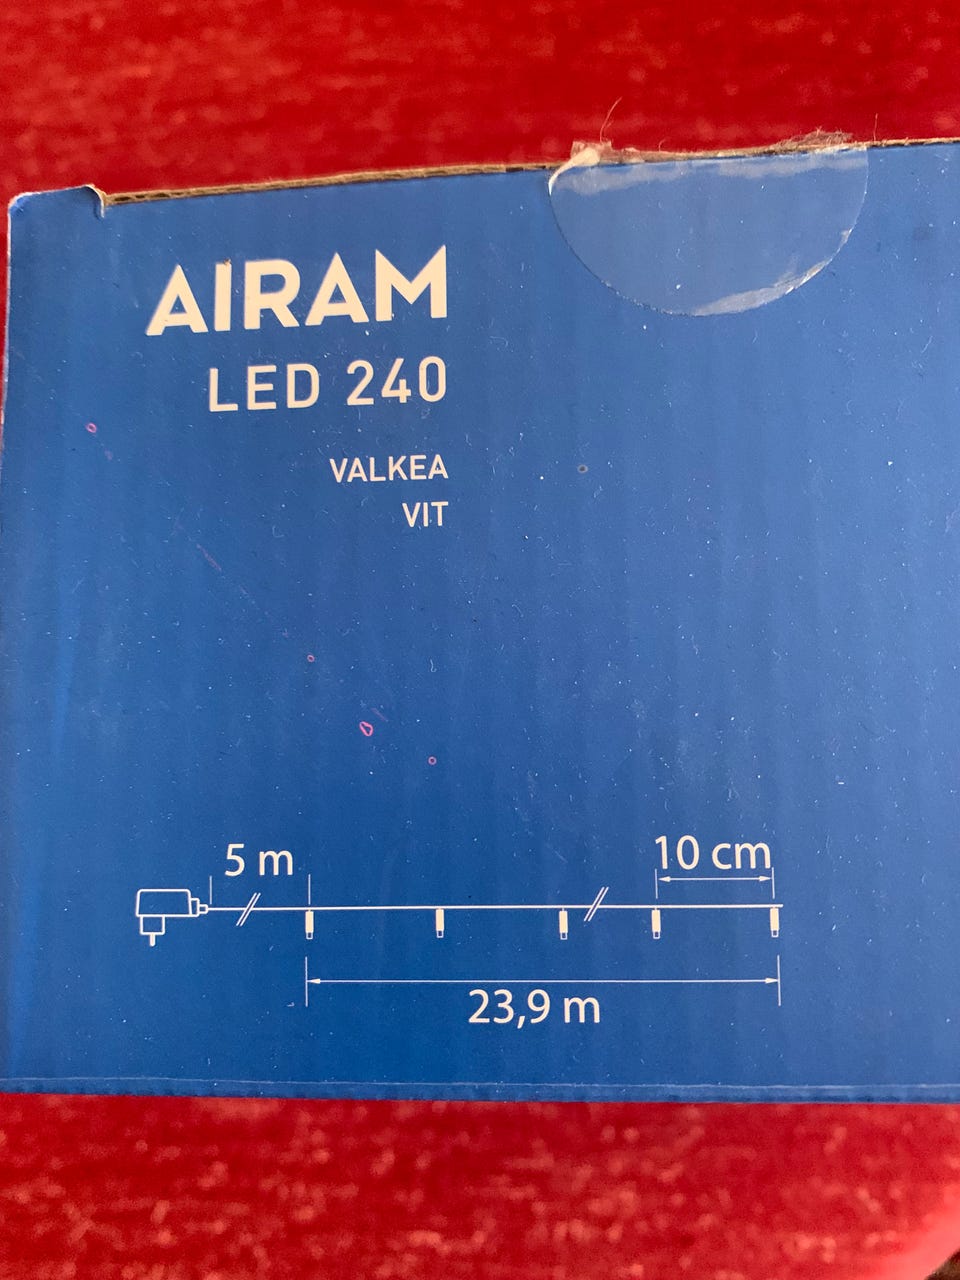 AIRAM
LED 240
VALKEA
VIT
5 m
10 cm
23,9 m